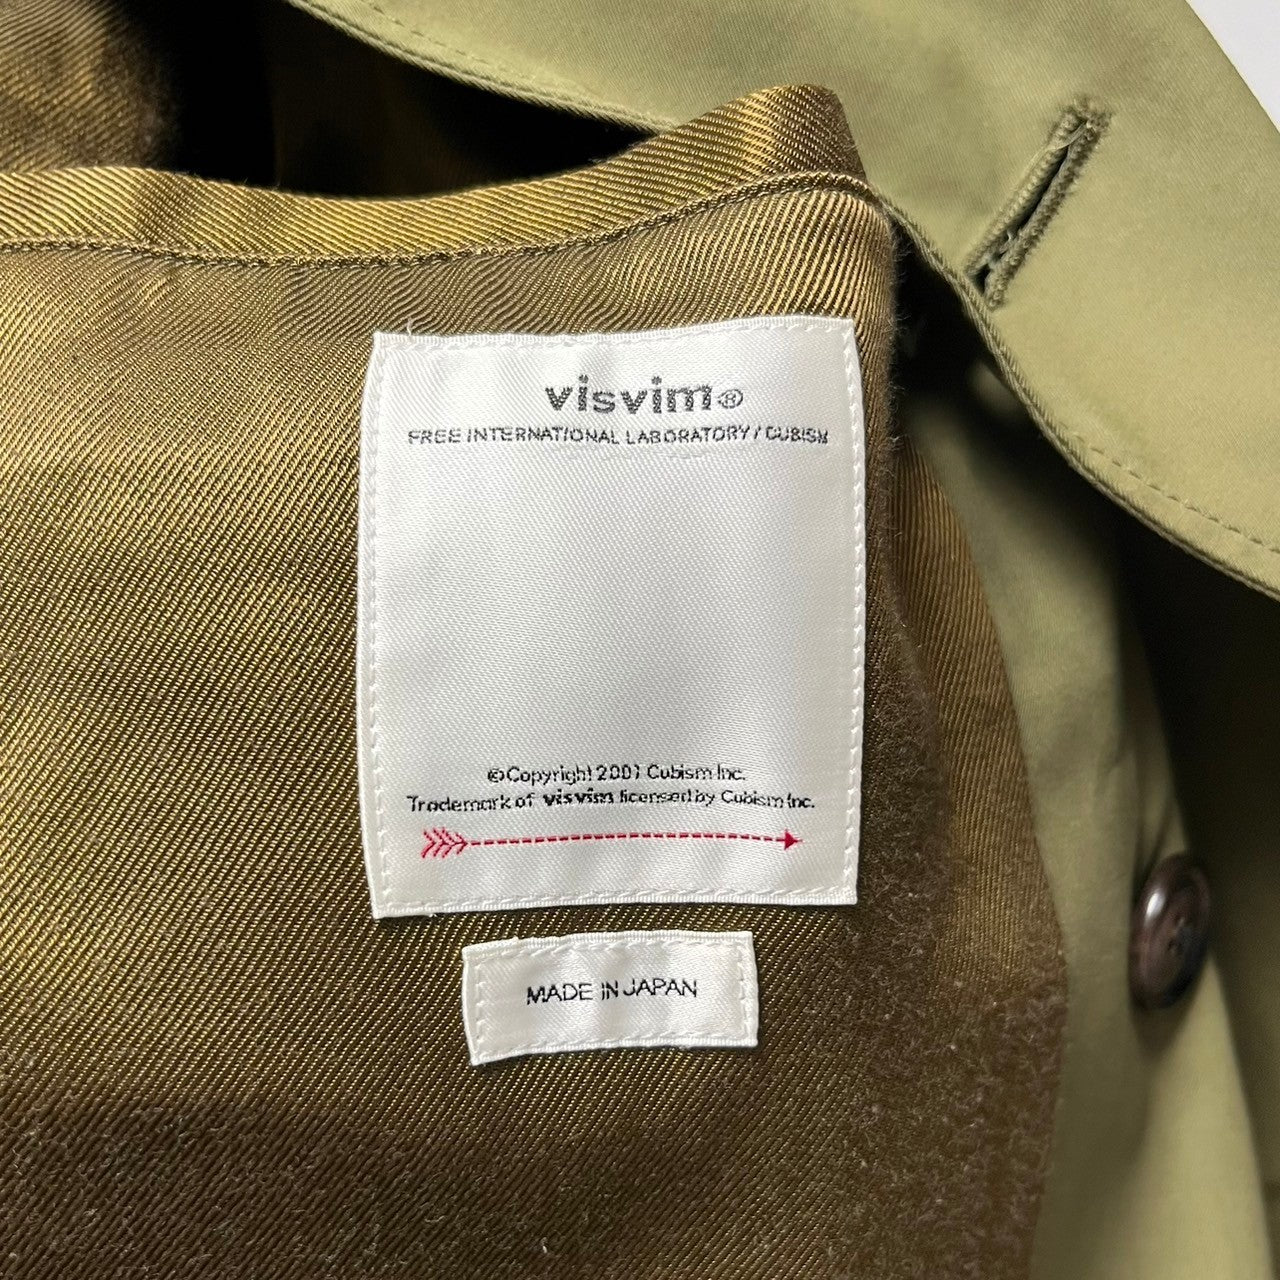 visvim®
FREE INTERNATIONAL LABORATORY / CUBISM
©Copyright 2001 Cubism Inc.
Trademark of visvim licensed by Cubism Inc.
MADE IN JAPAN